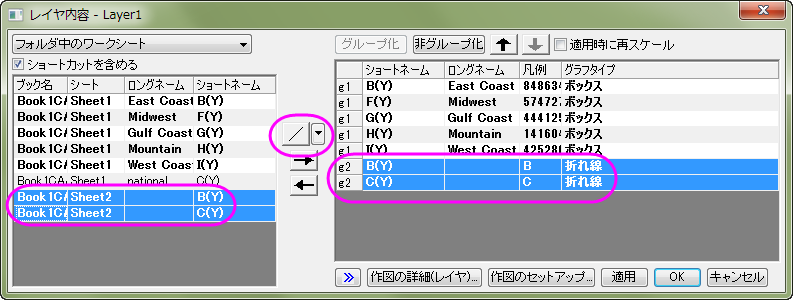 レイヤ内容 - Layer1
フォルダ中のワークシート
グループ化 非グループ化 適用時に再スケール
ショートカットを含める
ブック名 シート ロングネーム ショートネーム
Book1CA Sheet1 East Coast B(Y)
Book1CA Sheet1 Midwest F(Y)
Book1CA Sheet1 Gulf Coast G(Y)
Book1CA Sheet1 Mountain H(Y)
Book1CA Sheet1 West Coas I(Y)
Book1CA Sheet1 national C(Y)
Book1CA Sheet2 B(Y)
Book1CA Sheet2 C(Y)
ショートネーム ロングネーム 凡例 グラフタイプ
g1 B(Y) East Coast 84863 ボックス
g1 F(Y) Midwest 57472 ボックス
g1 G(Y) Gulf Coast 44412 ボックス
g1 H(Y) Mountain 14160 ボックス
g1 I(Y) West Coast 42528 ボックス
g2 B(Y) B 折れ線
g2 C(Y) C 折れ線
作図の詳細(レイヤ)... 作図のセットアップ... 適用 OK キャンセル